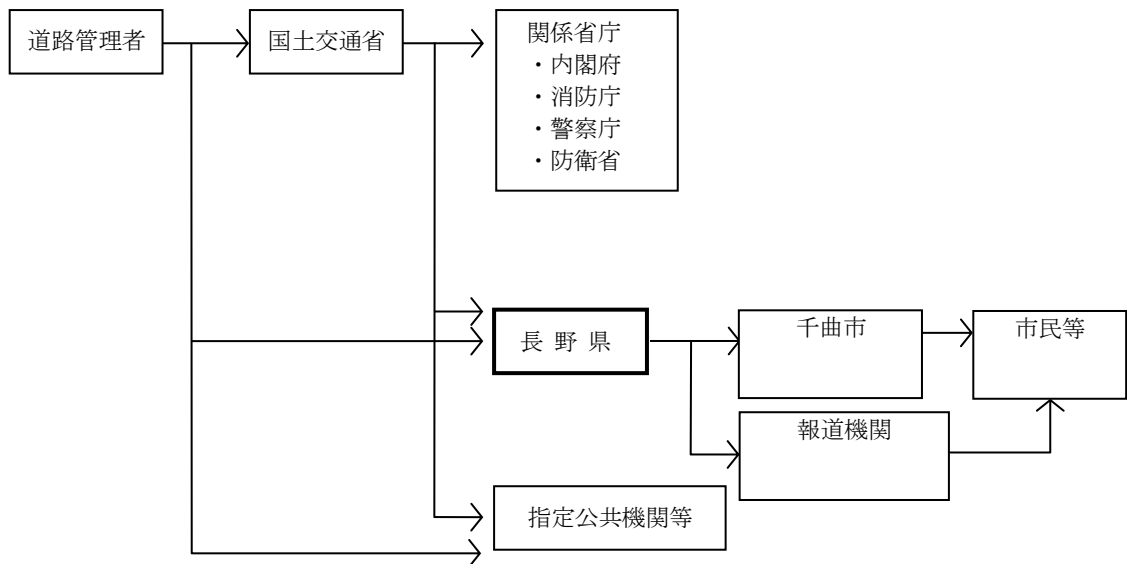 道路管理者
国土交通省
関係省庁
・内閣府
・消防庁
・警察庁
・防衛省
長 野 県
千曲市
市民等
報道機関
指定公共機関等